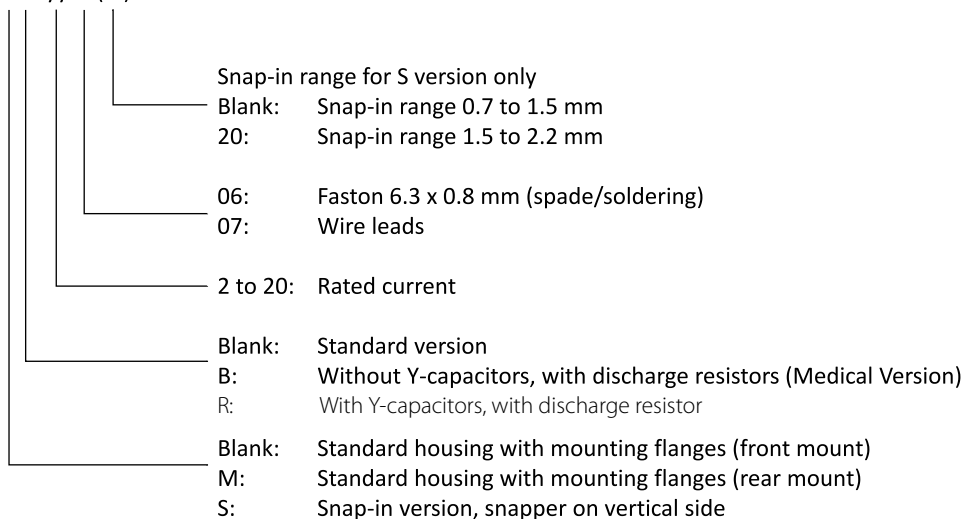 Snap-in range for S version only
Blank: Snap-in range 0.7 to 1.5 mm
20: Snap-in range 1.5 to 2.2 mm
06: Faston 6.3 x 0.8 mm (spade/soldering)
07: Wire leads
2 to 20: Rated current
Blank: Standard version
B: Without Y-capacitors, with discharge resistors (Medical Version)
R: With Y-capacitors, with discharge resistor
Blank: Standard housing with mounting flanges (front mount)
M: Standard housing with mounting flanges (rear mount)
S: Snap-in version, snapper on vertical side